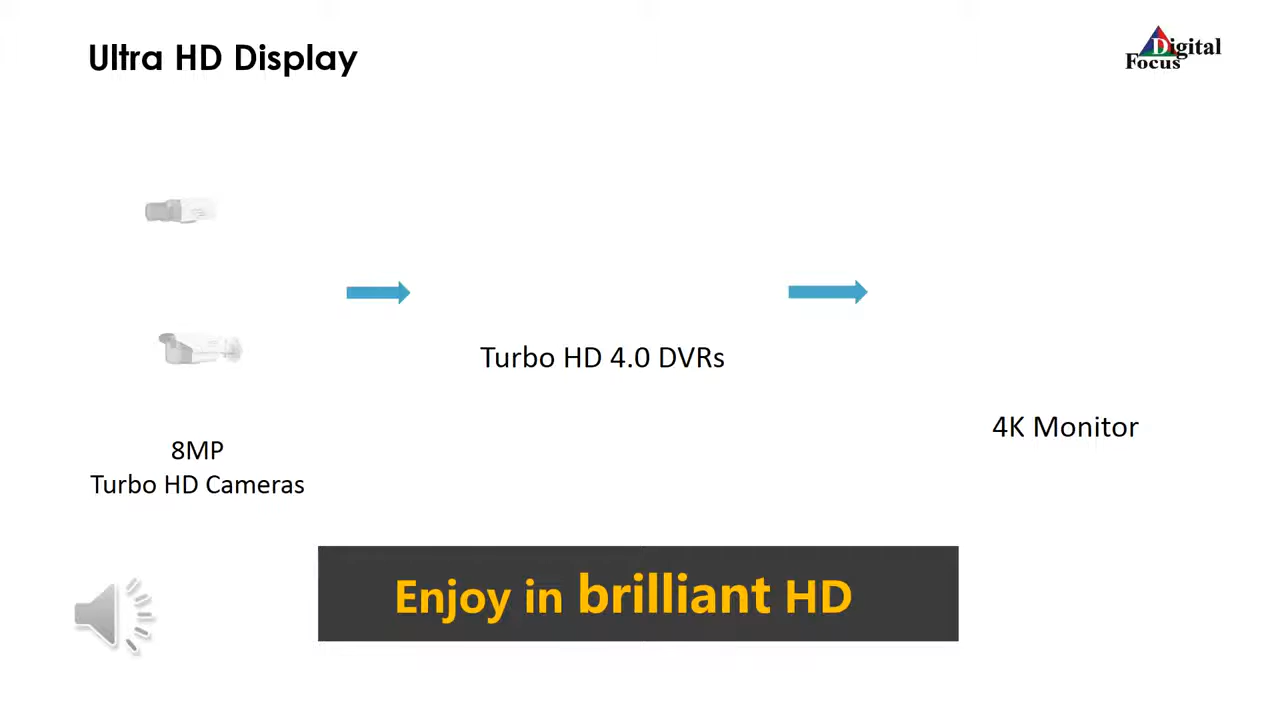 Ultra HD Display
Digital
Focus
Turbo HD 4.0 DVRs
4K Monitor
8MP
Turbo HD Cameras
Enjoy in brilliant HD